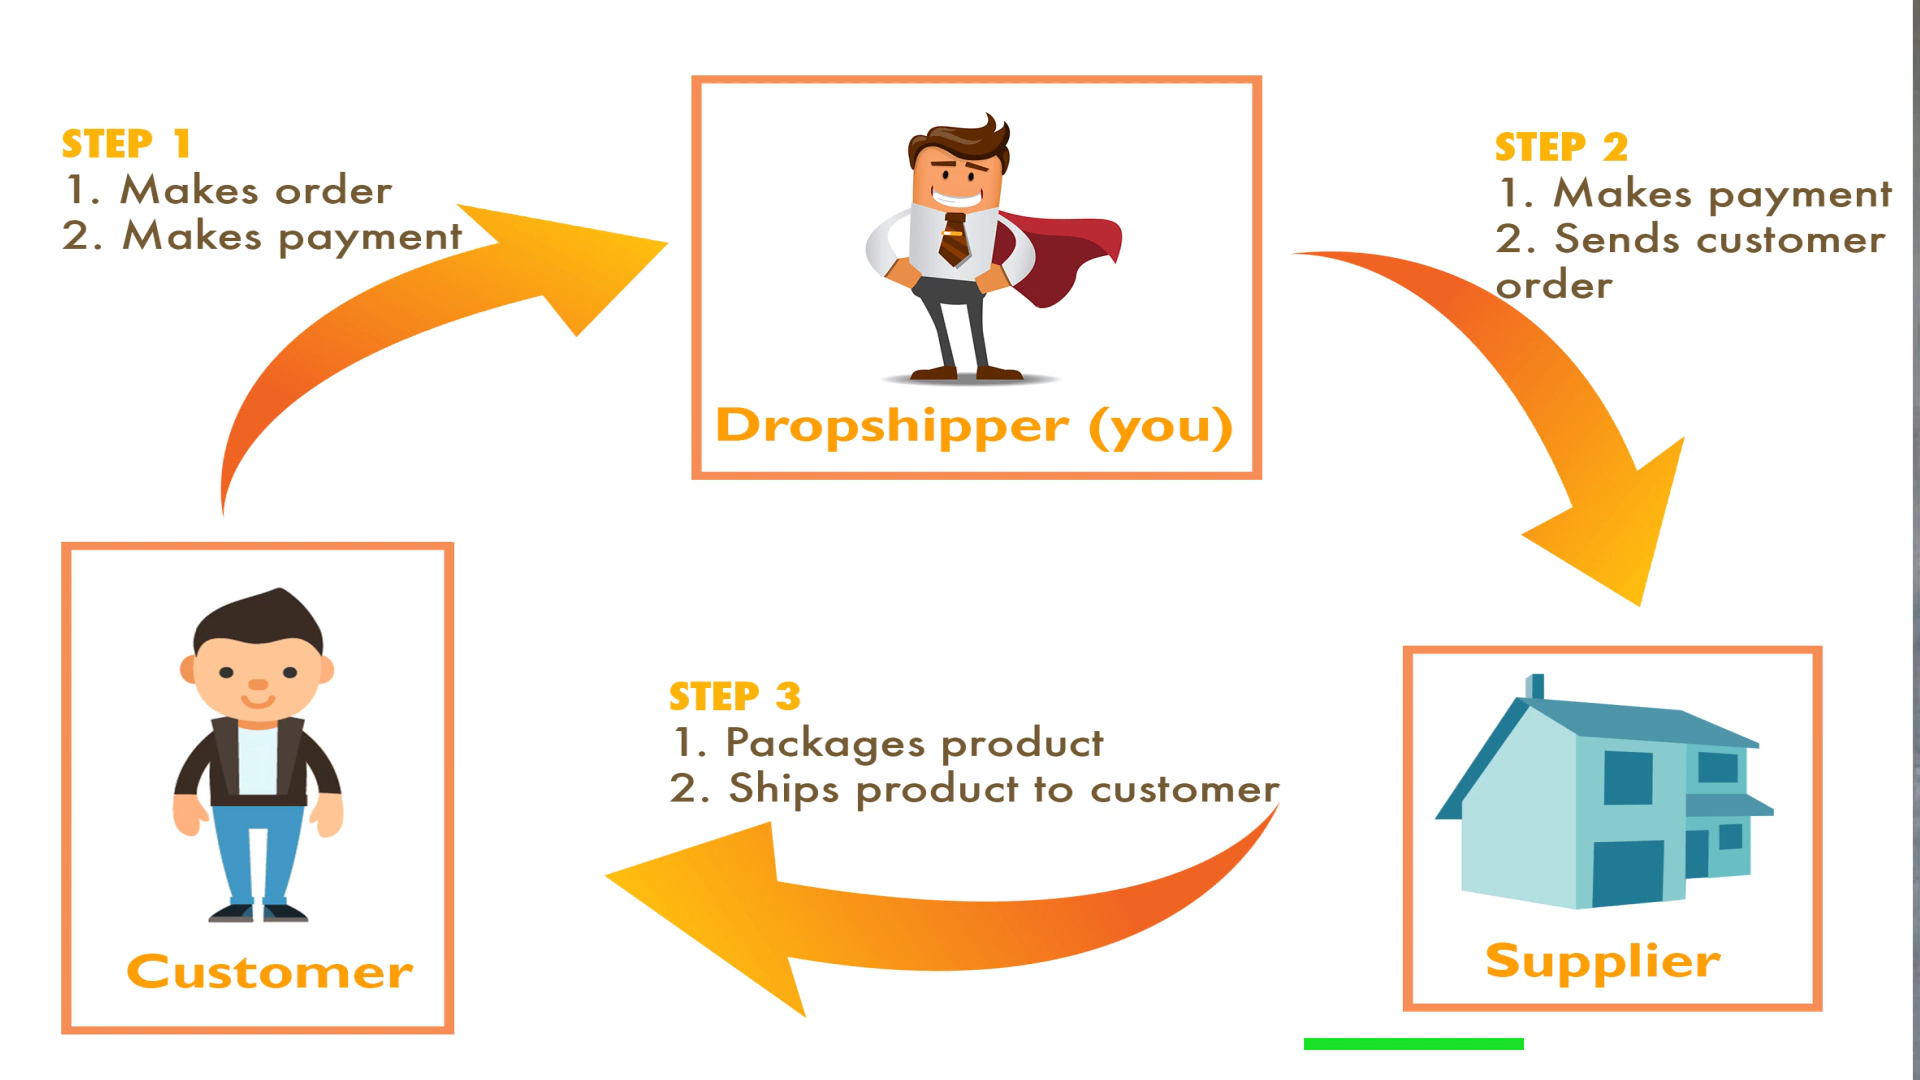 STEP 1
1. Makes order
2. Makes payment
Dropshipper (you)
STEP 2
1. Makes payment
2. Sends customer
order
STEP 3
1. Packages product
2. Ships product to customer
Customer
Supplier